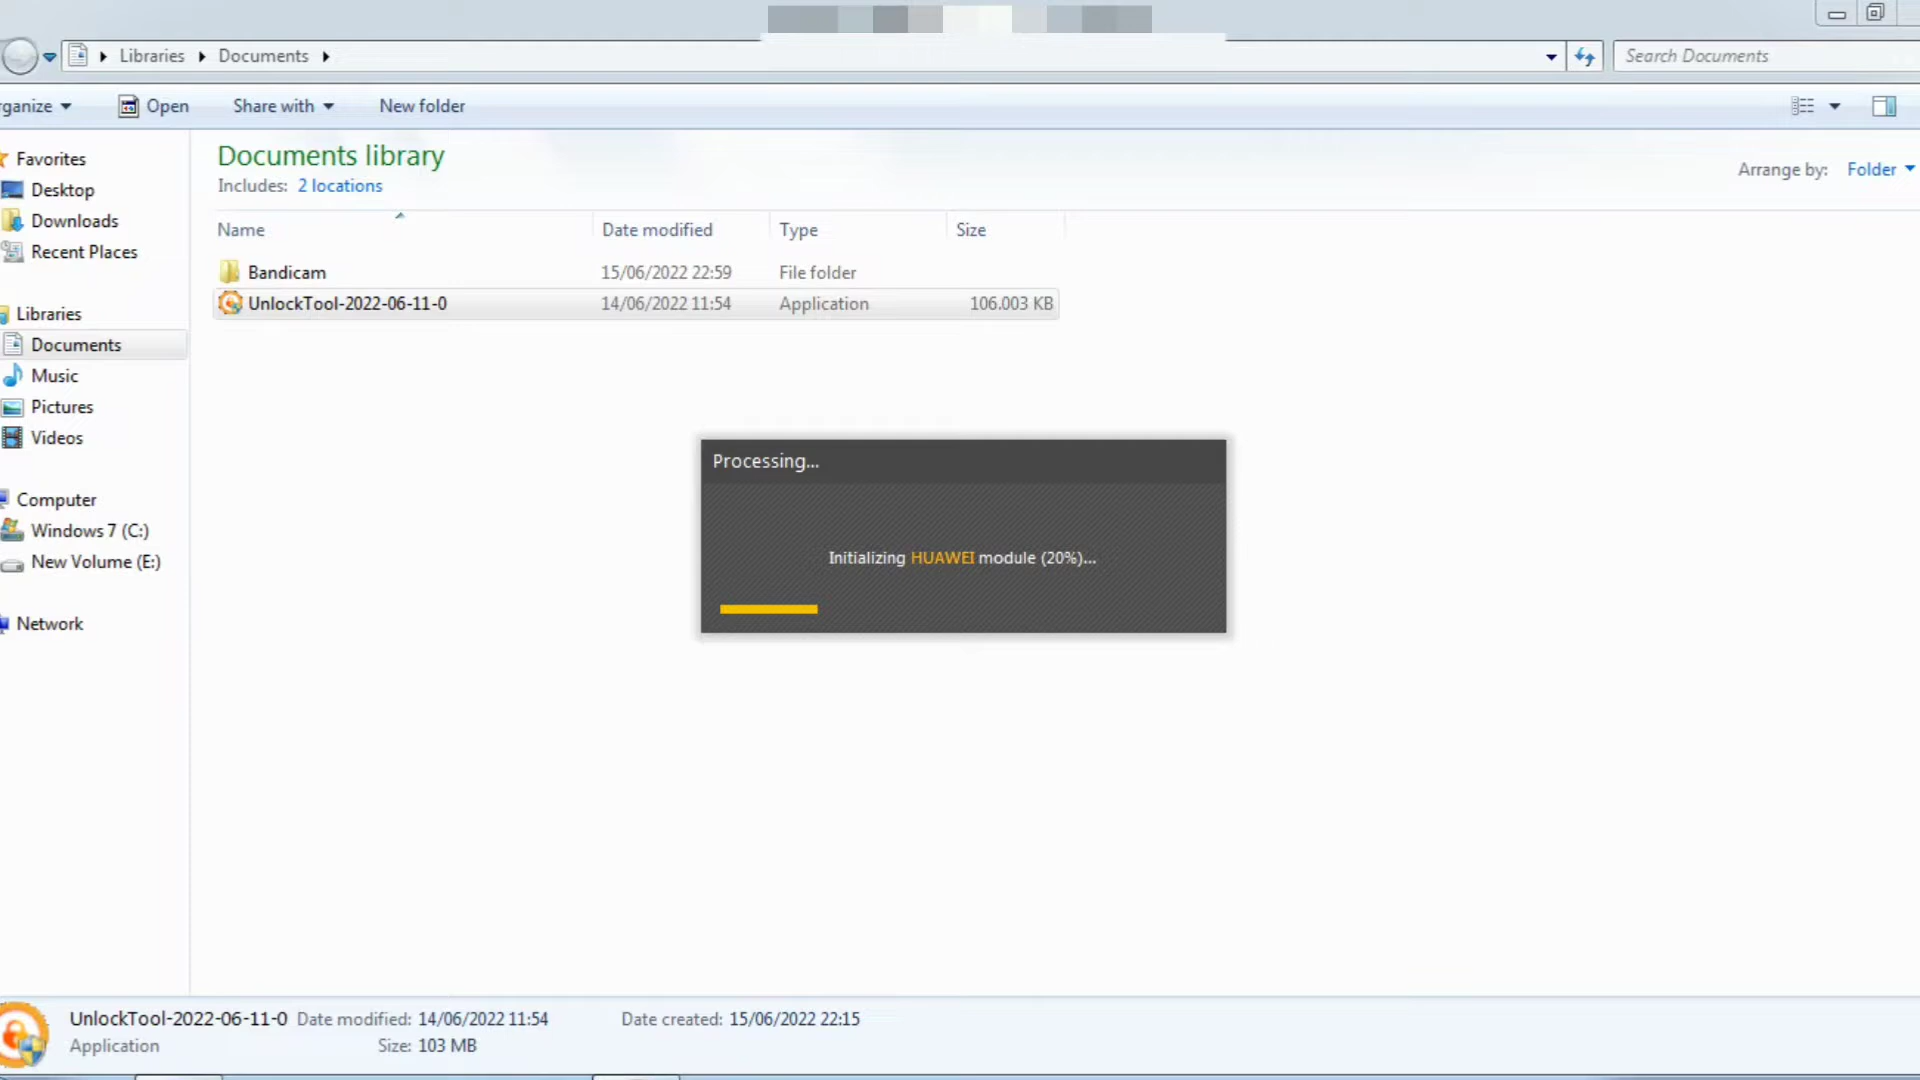 Libraries Documents
Search Documents
rganize Open Share with New folder
Favorites
Desktop
Downloads
Recent Places
Libraries
Documents
Music
Pictures
Videos
Computer
Windows 7 (C:)
New Volume (E:)
Network
Documents library
Includes: 2 locations
Arrange by: Folder
Name Date modified Type Size
Bandicam 15/06/2022 22:59 File folder
UnlockTool-2022-06-11-0 14/06/2022 11:54 Application 106.003 KB
Processing...
Initializing HUAWEI module (20%)...
UnlockTool-2022-06-11-0 Date modified: 14/06/2022 11:54 Date created: 15/06/2022 22:15
Application Size: 103 MB